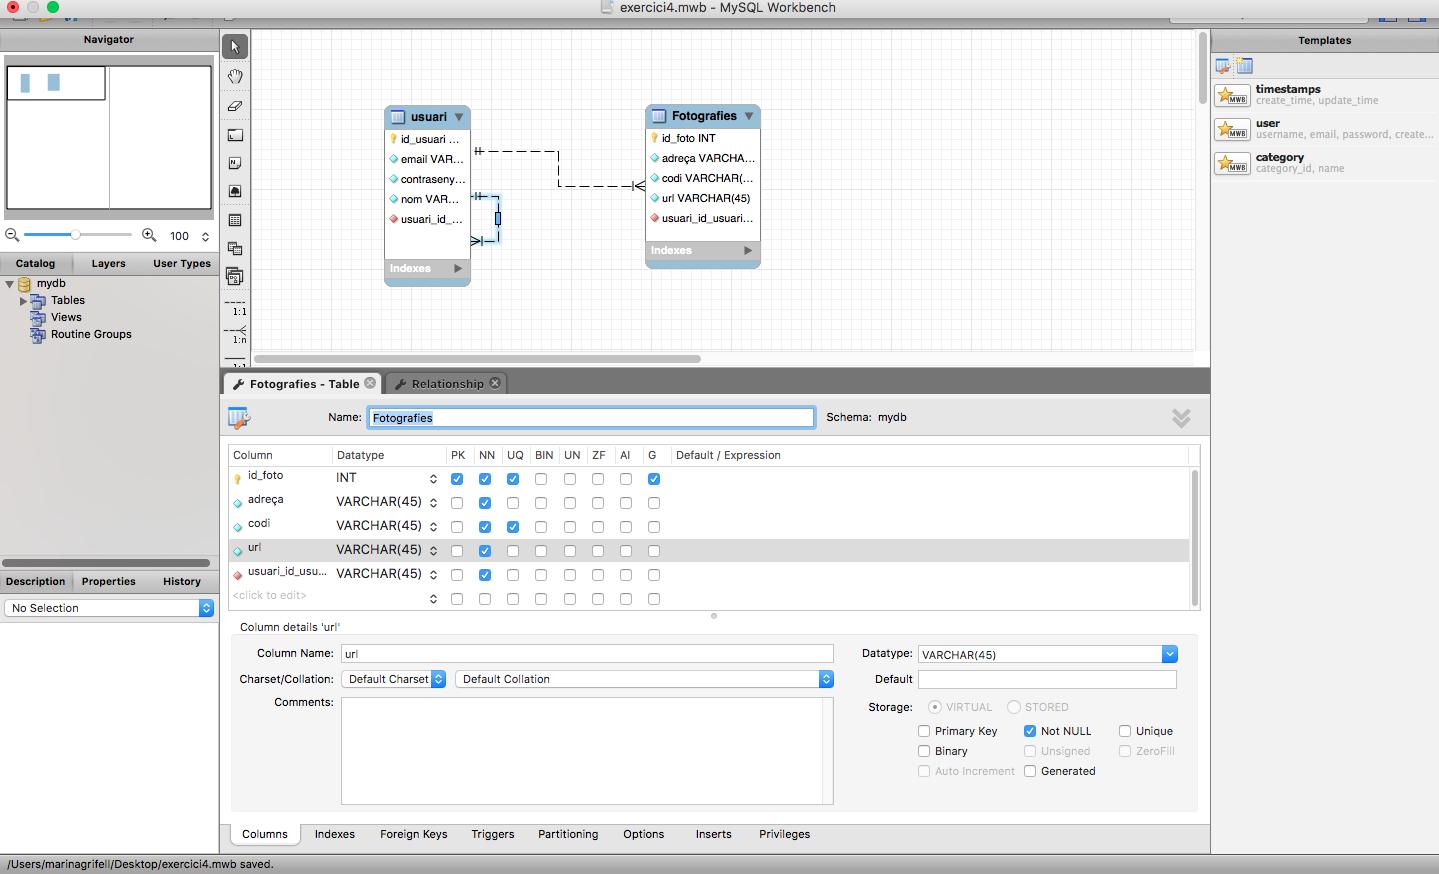 exercici4.mwb - MySQL Workbench
Navigator
100
Catalog Layers User Types
mydb
Tables
Views
Routine Groups
Description Properties History
No Selection
1:1
1:n
usuari
id_usuari ...
email VAR...
contraseny...
nom VAR...
usuari_id_...
Indexes
Fotografies
id_foto INT
adreça VARCHA...
codi VARCHAR(...
url VARCHAR(45)
usuari_id_usuari...
Indexes
Templates
MWB
timestamps
create_time, update_time
MWB
user
username, email, password, create...
MWB
category
category_id, name
Fotografies - Table Relationship
Name: Fotografies Schema: mydb
Column Datatype PK NN UQ BIN UN ZF AI G Default / Expression
id_foto INT
adreça VARCHAR(45)
codi VARCHAR(45)
url VARCHAR(45)
usuari_id_usu... VARCHAR(45)
<click to edit>
Column details 'url'
Column Name: url Datatype: VARCHAR(45)
Charset/Collation: Default Charset Default Collation Default
Comments: Storage: VIRTUAL STORED
Primary Key Not NULL Unique
Binary Unsigned ZeroFill
Auto Increment Generated
Columns Indexes Foreign Keys Triggers Partitioning Options Inserts Privileges
/Users/marinagrifell/Desktop/exercici4.mwb saved.